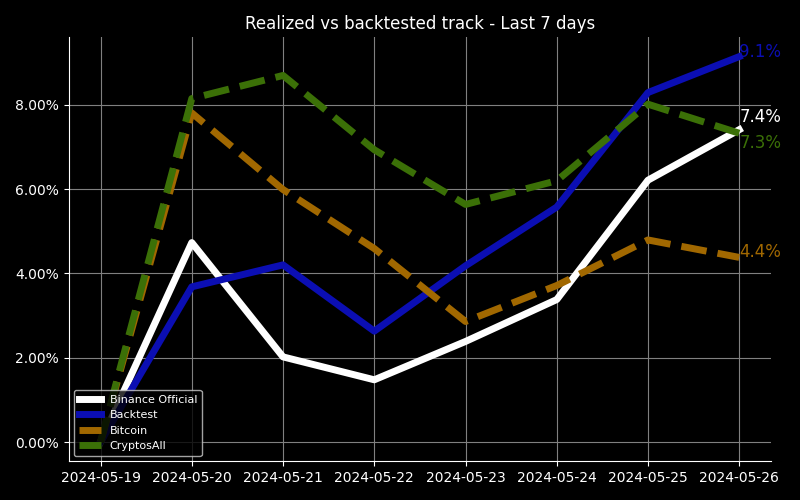 Realized vs backtested track - Last 7 days
9.1%
8.00%
7.4%
7.3%
6.00%
4.4%
4.00%
2.00%
Binance Official
Backtest
Bitcoin
CryptosAll
0.00%
2024-05-19 2024-05-20 2024-05-21 2024-05-22 2024-05-23 2024-05-24 2024-05-25 2024-05-26